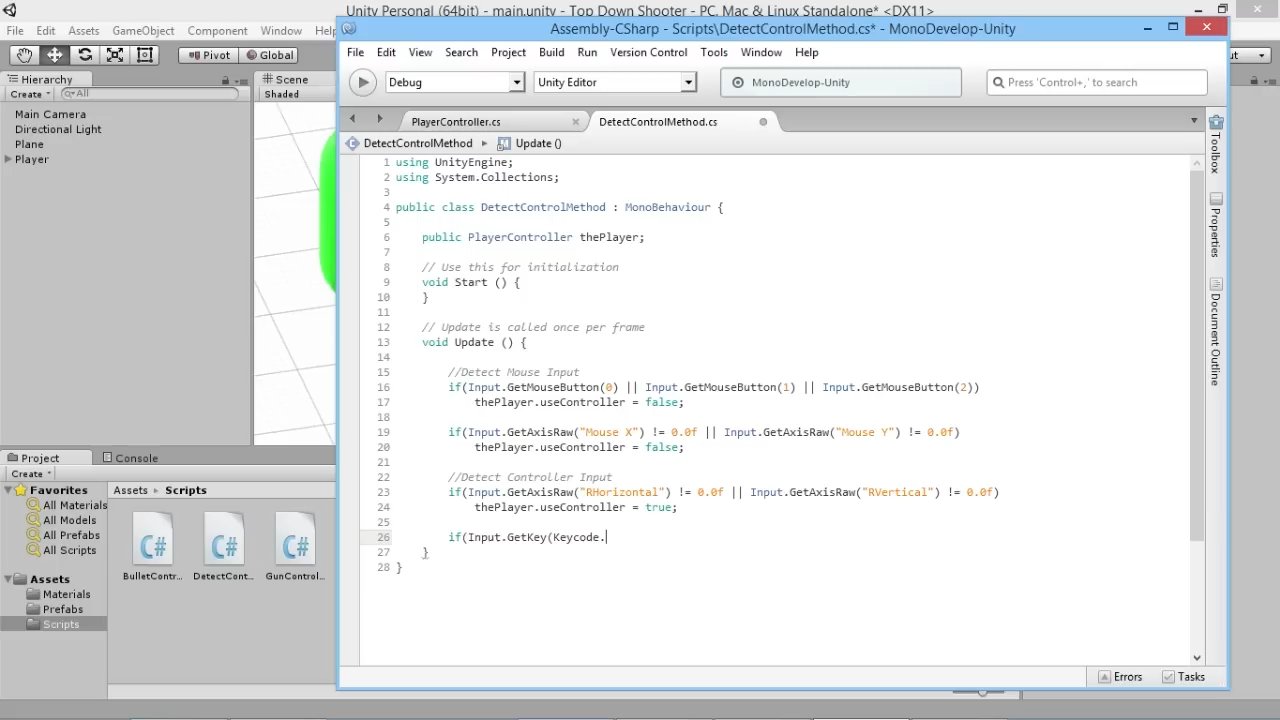 Unity Personal (64bit) - main.unity - Top Down Shooter - PC, Mac & Linux Standalone* <DX11>
Assembly-CSharp - Scripts\DetectControlMethod.cs* - MonoDevelop-Unity
File Edit Assets GameObject Component Window Help
File Edit View Search Project Build Run Version Control Tools Window Help
Pivot Global
Debug Unity Editor MonoDevelop-Unity Press 'Control+,' to search
Hierarchy Scene
Create All Shaded
PlayerController.cs DetectControlMethod.cs
DetectControlMethod Update ()
Main Camera
Directional Light
Plane
Player
1 using UnityEngine;
2 using System.Collections;
3
4 public class DetectControlMethod : MonoBehaviour {
5
6 public PlayerController thePlayer;
7
8 // Use this for initialization
9 void Start () {
10 }
11
12 // Update is called once per frame
13 void Update () {
14
15 //Detect Mouse Input
16 if(Input.GetMouseButton(0) || Input.GetMouseButton(1) || Input.GetMouseButton(2))
17 thePlayer.useController = false;
18
19 if(Input.GetAxisRaw("Mouse X") != 0.0f || Input.GetAxisRaw("Mouse Y") != 0.0f)
20 thePlayer.useController = false;
21
22 //Detect Controller Input
23 if(Input.GetAxisRaw("RHorizontal") != 0.0f || Input.GetAxisRaw("RVertical") != 0.0f)
24 thePlayer.useController = true;
25
26 if(Input.GetKey(Keycode.
27 }
28 }
Toolbox
Properties
Document Outline
Project Console
Create
Favorites
All Materials
All Models
All Prefabs
All Scripts
Assets
Materials
Prefabs
Scripts
Assets Scripts
C# C# C#
BulletContr... DetectCont... GunControl...
Errors Tasks